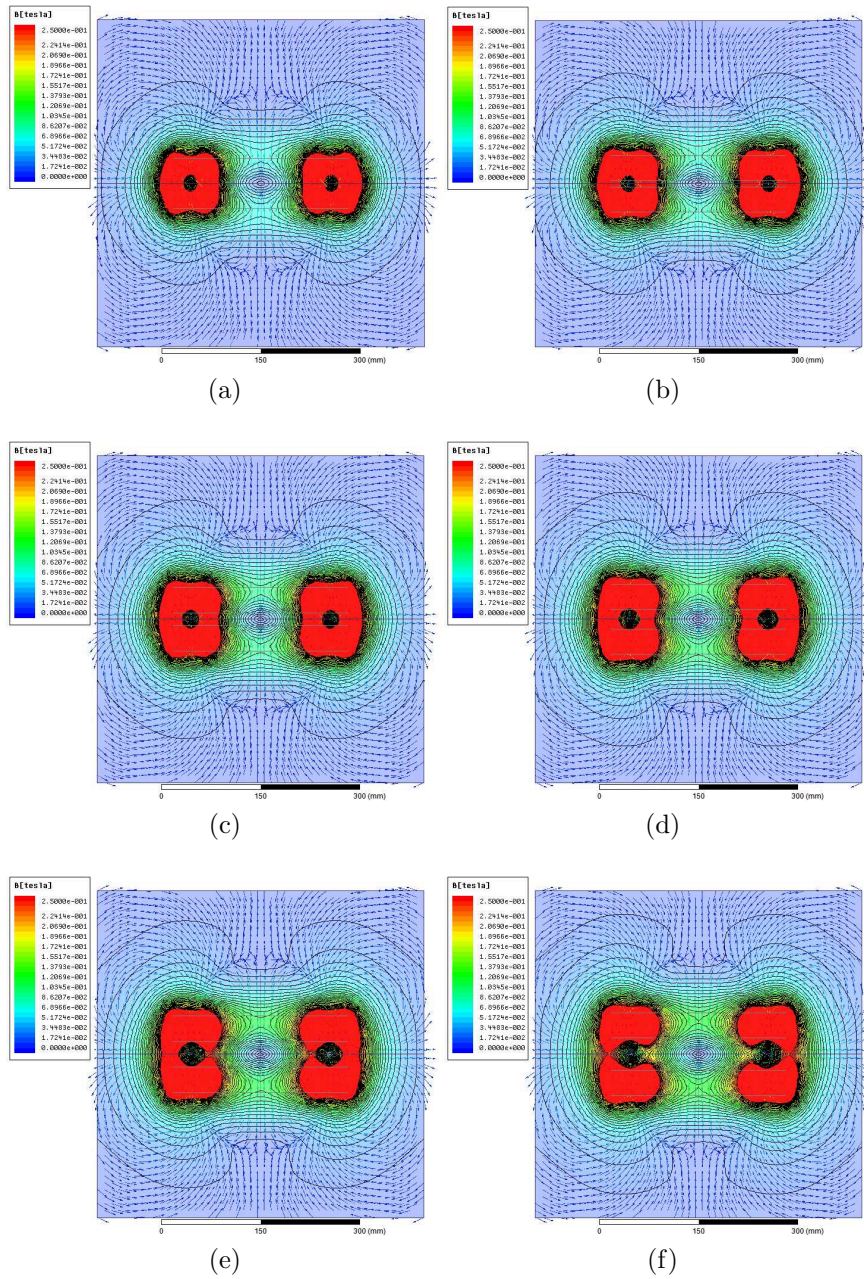 B[tesla]
2.5000e-001
2.2414e-001
2.0690e-001
1.8966e-001
1.7241e-001
1.5517e-001
1.3793e-001
1.2069e-001
1.0345e-001
8.6207e-002
6.8966e-002
5.1724e-002
3.4483e-002
1.7241e-002
0.0000e+000
0 150 300 (mm)
(a)
B[tesla]
2.5000e-001
2.2414e-001
2.0690e-001
1.8966e-001
1.7241e-001
1.5517e-001
1.3793e-001
1.2069e-001
1.0345e-001
8.6207e-002
6.8966e-002
5.1724e-002
3.4483e-002
1.7241e-002
0.0000e+000
0 150 300 (mm)
(b)
B[tesla]
2.5000e-001
2.2414e-001
2.0690e-001
1.8966e-001
1.7241e-001
1.5517e-001
1.3793e-001
1.2069e-001
1.0345e-001
8.6207e-002
6.8966e-002
5.1724e-002
3.4483e-002
1.7241e-002
0.0000e+000
0 150 300 (mm)
(c)
B[tesla]
2.5000e-001
2.2414e-001
2.0690e-001
1.8966e-001
1.7241e-001
1.5517e-001
1.3793e-001
1.2069e-001
1.0345e-001
8.6207e-002
6.8966e-002
5.1724e-002
3.4483e-002
1.7241e-002
0.0000e+000
0 150 300 (mm)
(d)
B[tesla]
2.5000e-001
2.2414e-001
2.0690e-001
1.8966e-001
1.7241e-001
1.5517e-001
1.3793e-001
1.2069e-001
1.0345e-001
8.6207e-002
6.8966e-002
5.1724e-002
3.4483e-002
1.7241e-002
0.0000e+000
0 150 300 (mm)
(e)
B[tesla]
2.5000e-001
2.2414e-001
2.0690e-001
1.8966e-001
1.7241e-001
1.5517e-001
1.3793e-001
1.2069e-001
1.0345e-001
8.6207e-002
6.8966e-002
5.1724e-002
3.4483e-002
1.7241e-002
0.0000e+000
0 150 300 (mm)
(f)